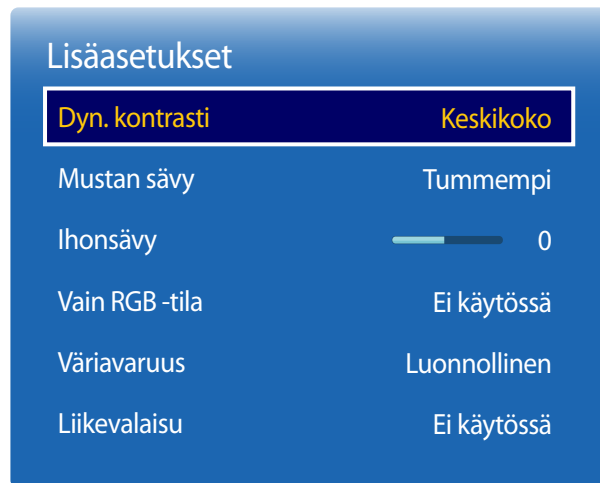 Lisäasetukset
Dyn. kontrasti Keskikoko
Mustan sävy Tummempi
Ihonsävy 0
Vain RGB -tila Ei käytössä
Väriavaruus Luonnollinen
Liikevalaisu Ei käytössä